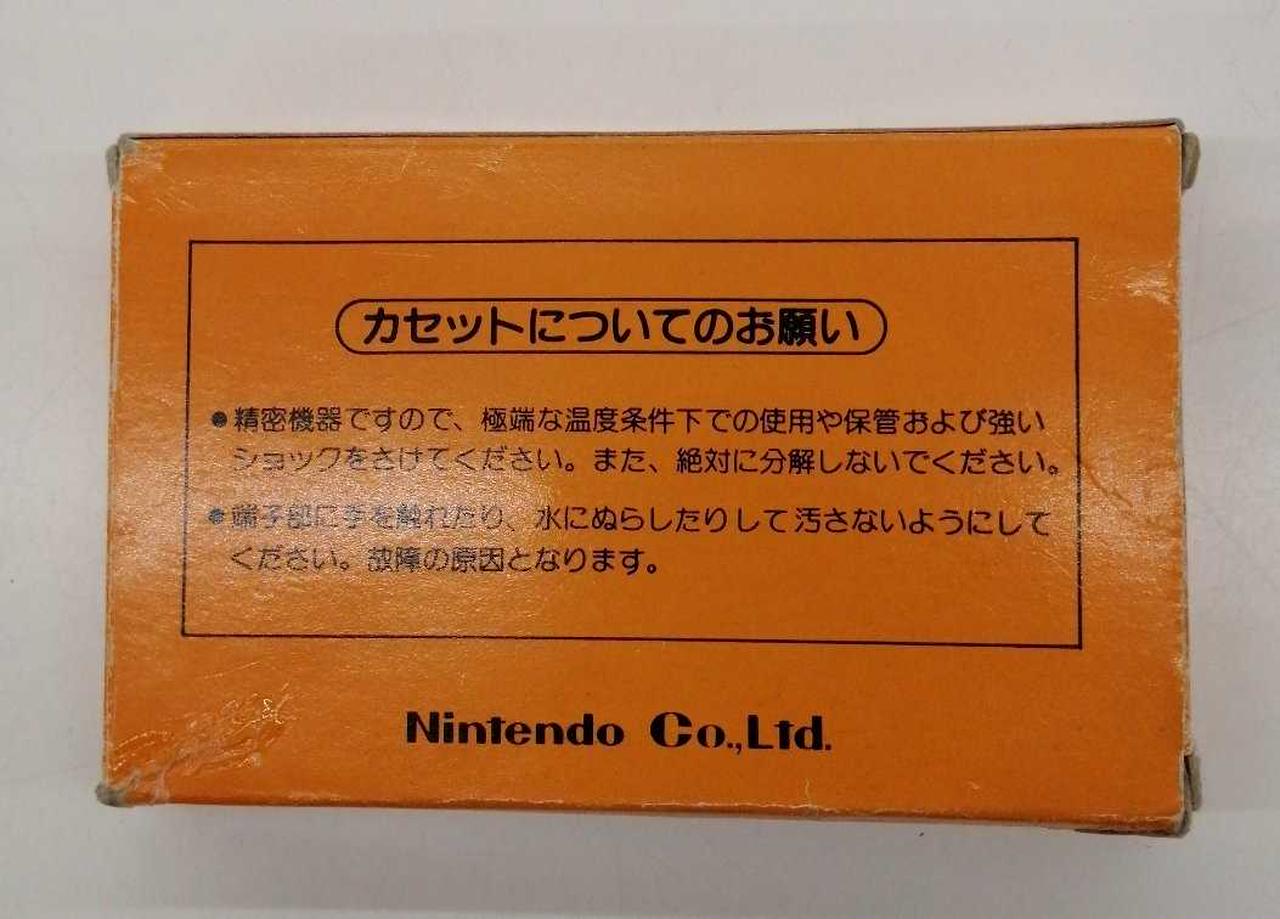 カセットについてのお願い
●精密機器ですので、極端な温度条件下での使用や保管および強い
ショックをさけてください。また、絶対に分解しないでください。
●端子部に手を触れたり、水にぬらしたりして汚さないようにして
ください。故障の原因となります。
Nintendo Co.,Ltd.